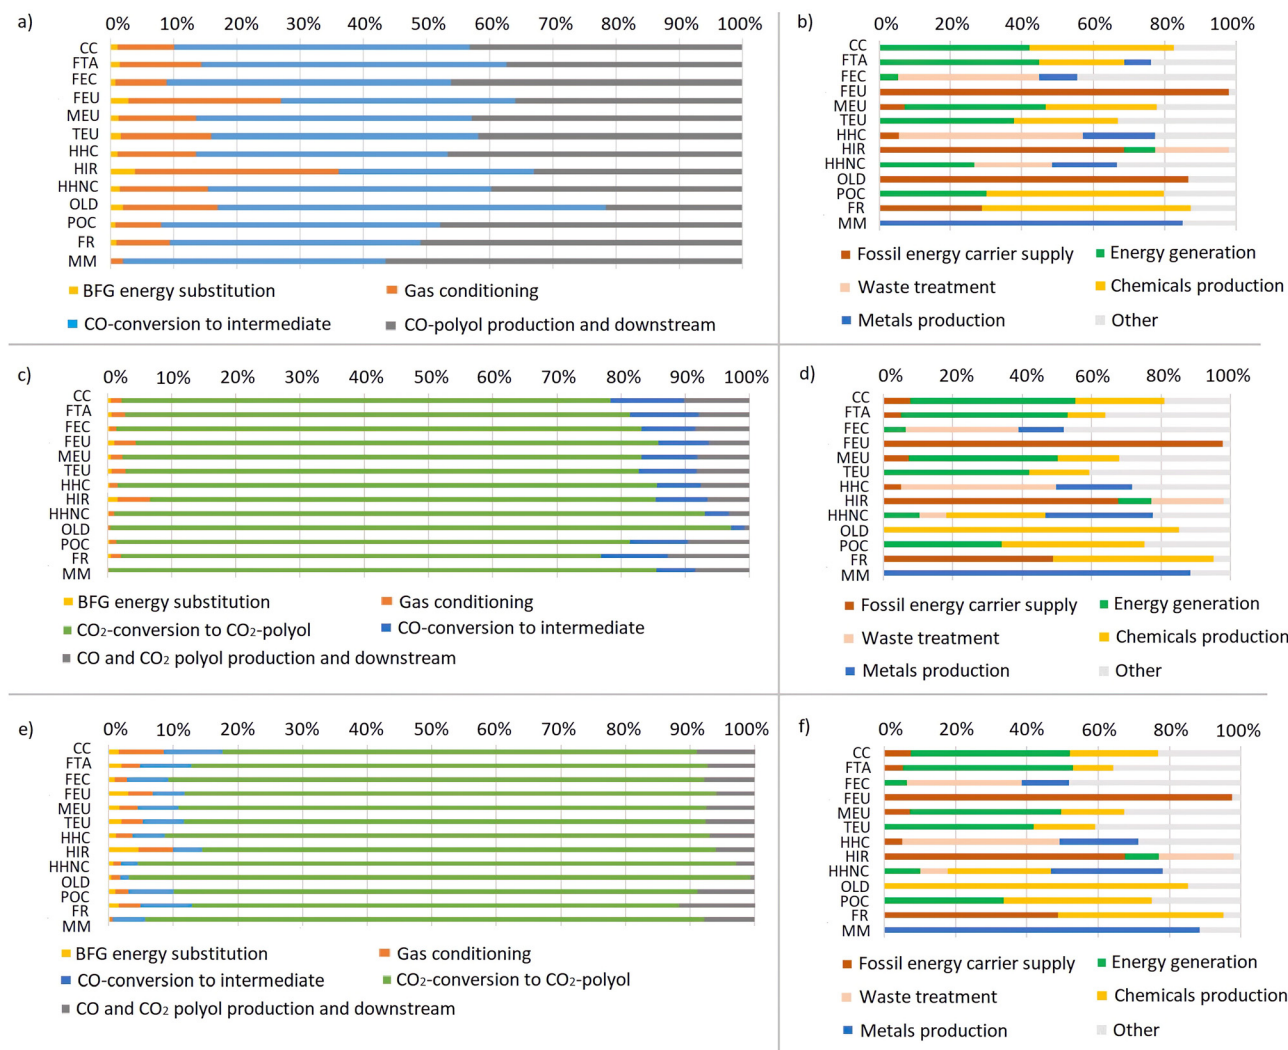 a)
0% 10% 20% 30% 40% 50% 60% 70% 80% 90% 100%
CC
FTA
FEC
FEU
MEU
TEU
HHC
HIR
HHNC
OLD
POC
FR
MM
BFG energy substitution
Gas conditioning
CO-conversion to intermediate
CO-polyol production and downstream
b)
0% 20% 40% 60% 80% 100%
CC
FTA
FEC
FEU
MEU
TEU
HHC
HIR
HHNC
OLD
POC
FR
MM
Fossil energy carrier supply
Energy generation
Waste treatment
Chemicals production
Metals production
Other
c)
0% 10% 20% 30% 40% 50% 60% 70% 80% 90% 100%
CC
FTA
FEC
FEU
MEU
TEU
HHC
HIR
HHNC
OLD
POC
FR
MM
BFG energy substitution
Gas conditioning
CO₂-conversion to CO₂-polyol
CO-conversion to intermediate
CO and CO₂ polyol production and downstream
d)
0% 20% 40% 60% 80% 100%
CC
FTA
FEC
FEU
MEU
TEU
HHC
HIR
HHNC
OLD
POC
FR
MM
Fossil energy carrier supply
Energy generation
Waste treatment
Chemicals production
Metals production
Other
e)
0% 10% 20% 30% 40% 50% 60% 70% 80% 90% 100%
CC
FTA
FEC
FEU
MEU
TEU
HHC
HIR
HHNC
OLD
POC
FR
MM
BFG energy substitution
Gas conditioning
CO-conversion to intermediate
CO₂-conversion to CO₂-polyol
CO and CO₂ polyol production and downstream
f)
0% 20% 40% 60% 80% 100%
CC
FTA
FEC
FEU
MEU
TEU
HHC
HIR
HHNC
OLD
POC
FR
MM
Fossil energy carrier supply
Energy generation
Waste treatment
Chemicals production
Metals production
Other